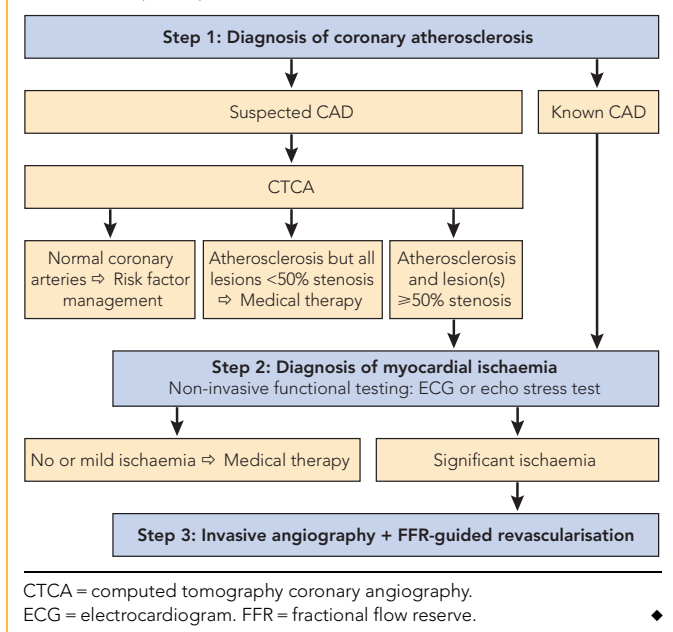 Step 1: Diagnosis of coronary atherosclerosis
Suspected CAD
Known CAD
CTCA
Normal coronary
arteries ⇨ Risk factor
management
Atherosclerosis but all
lesions <50% stenosis
⇨ Medical therapy
Atherosclerosis
and lesion(s)
⩾50% stenosis
Step 2: Diagnosis of myocardial ischaemia
Non-invasive functional testing: ECG or echo stress test
No or mild ischaemia ⇨ Medical therapy
Significant ischaemia
Step 3: Invasive angiography + FFR-guided revascularisation
CTCA = computed tomography coronary angiography.
ECG = electrocardiogram. FFR = fractional flow reserve.